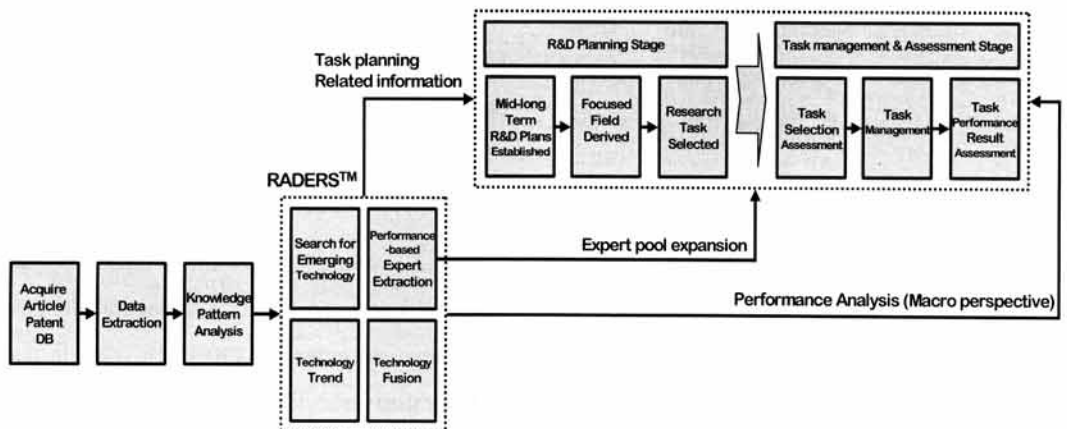 R&D Planning Stage
Task management & Assessment Stage
Task planning
Related information
Mid-long
Term
R&D Plans
Established
Focused
Field
Derived
Research
Task
Selected
Task
Selection
Assessment
Task
Management
Task
Performance
Result
Assessment
RADERS™
Search for
Emerging
Technology
Performance
-based
Expert
Extraction
Expert pool expansion
Acquire
Article/
Patent
DB
Data
Extraction
Knowledge
Pattern
Analysis
Performance Analysis (Macro perspective)
Technology
Trend
Technology
Fusion